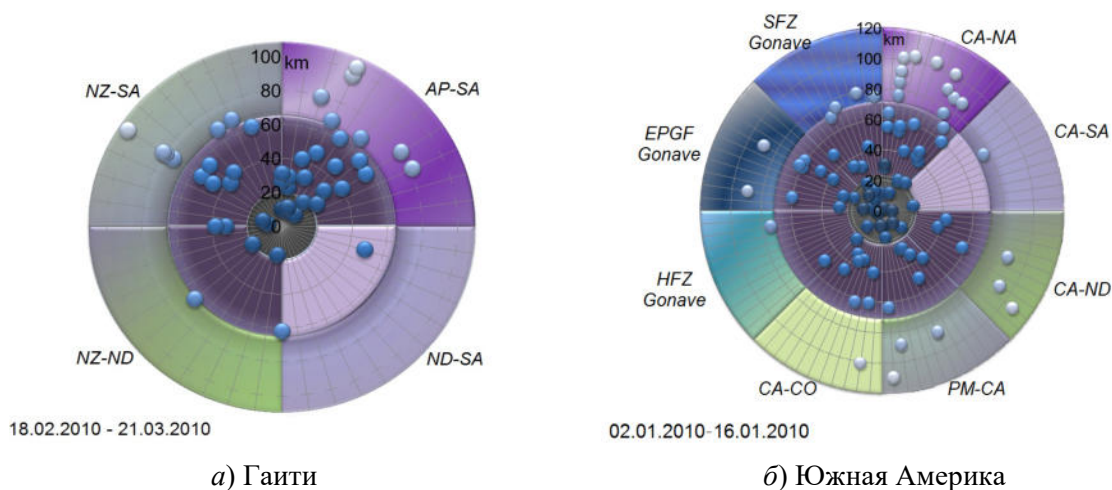 100
km
80
60
40
20
0
NZ-SA
AP-SA
NZ-ND
ND-SA
18.02.2010 - 21.03.2010
а) Гаити
120
km
100
80
60
40
20
0
SFZ
Gonave
CA-NA
EPGF
Gonave
CA-SA
HFZ
Gonave
CA-ND
CA-CO
PM-CA
02.01.2010-16.01.2010
б) Южная Америка